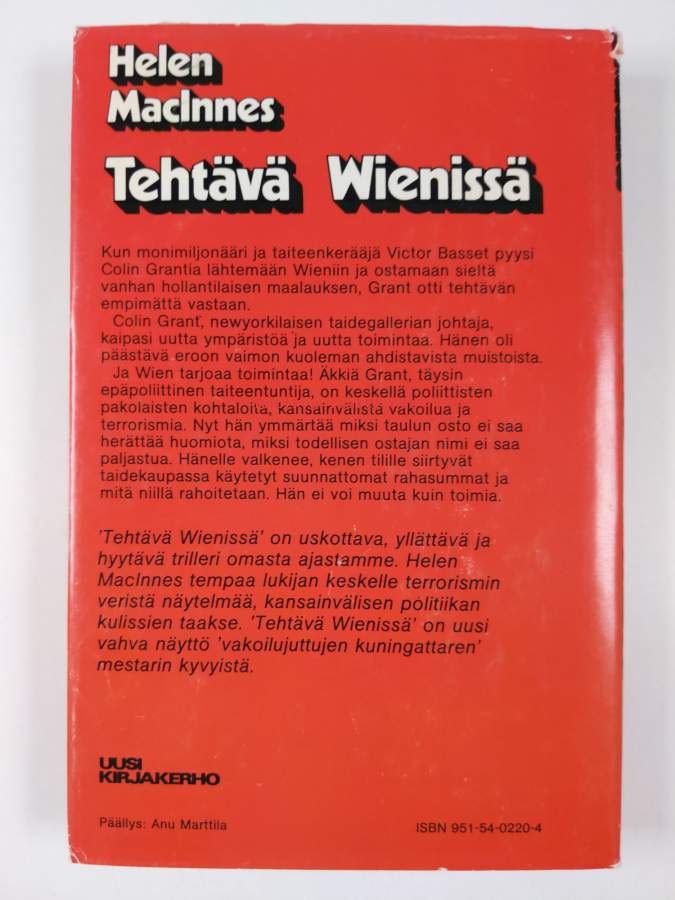 Helen
MacInnes
Tehtävä Wienissä
Kun monimiljonääri ja taiteenkerääjä Victor Basset pyysi
Colin Grantia lähtemään Wieniin ja ostamaan sieltä
vanhan hollantilaisen maalauksen, Grant otti tehtävän
empimättä vastaan.
Colin Grant, newyorkilaisen taidegallerian johtaja,
kaipasi uutta ympäristöä ja uutta toimintaa. Hänen oli
päästävä eroon vaimon kuoleman ahdistavista muistoista.
Ja Wien tarjoaa toimintaa! Äkkiä Grant, täysin
epäpoliittinen taiteentuntija, on keskellä poliittisten
pakolaisten kohtaloita, kansainvälistä vakoilua ja
terrorismia. Nyt hän ymmärtää miksi taulun osto ei saa
herättää huomiota, miksi todellisen ostajan nimi ei saa
paljastua. Hänelle valkenee, kenen tilille siirtyvät
taidekaupassa käytetyt suunnattomat rahasummat ja
mitä niillä rahoitetaan. Hän ei voi muuta kuin toimia.
'Tehtävä Wienissä' on uskottava, yllättävä ja
hyytävä trilleri omasta ajastamme. Helen
MacInnes tempaa lukijan keskelle terrorismin
veristä näytelmää, kansainvälisen politiikan
kulissien taakse. 'Tehtävä Wienissä' on uusi
vahva näyttö 'vakoilujuttujen kuningattaren'
mestarin kyvyistä.
UUSI
KIRJAKERHO
Päällys: Anu Marttila
ISBN 951-54-0220-4